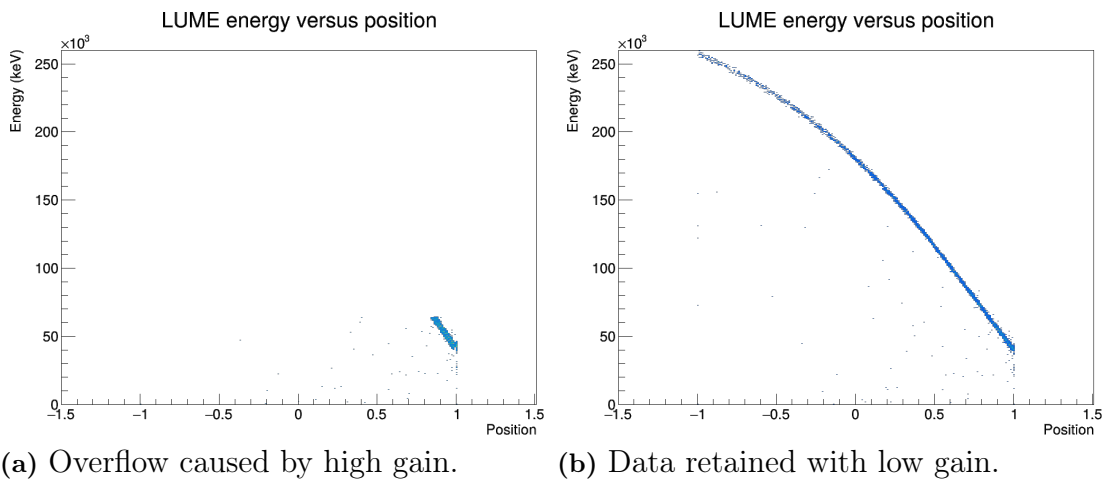 LUME energy versus position
×10³
Energy (keV)
250
200
150
100
50
0
−1.5 −1 −0.5 0 0.5 1 1.5
Position
(a) Overflow caused by high gain.
LUME energy versus position
×10³
Energy (keV)
250
200
150
100
50
0
−1.5 −1 −0.5 0 0.5 1 1.5
Position
(b) Data retained with low gain.